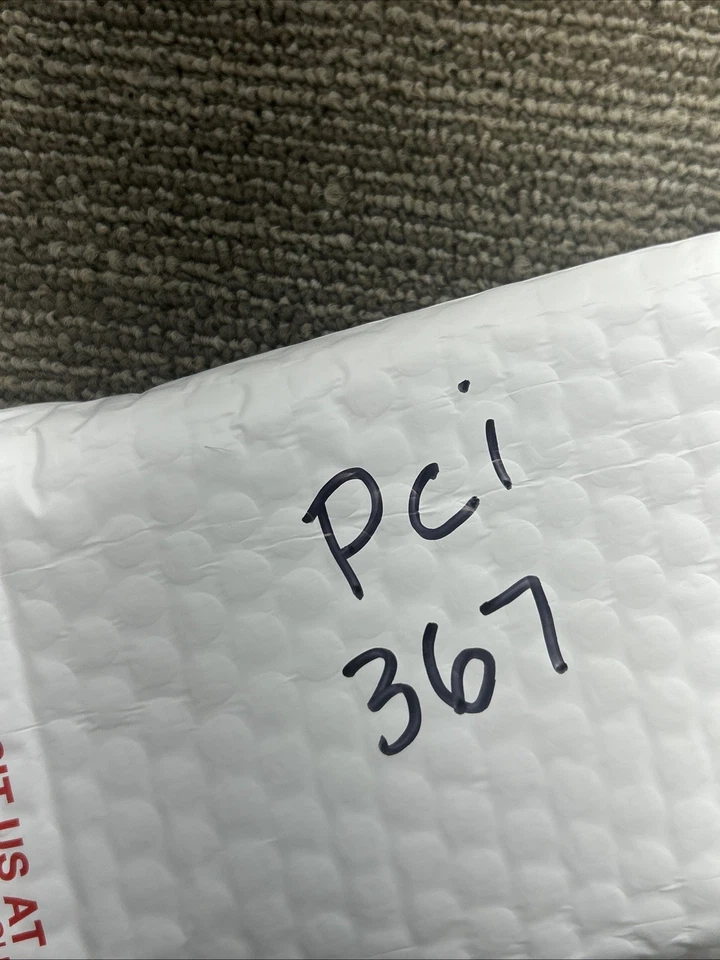 Pci
367
IT US AT